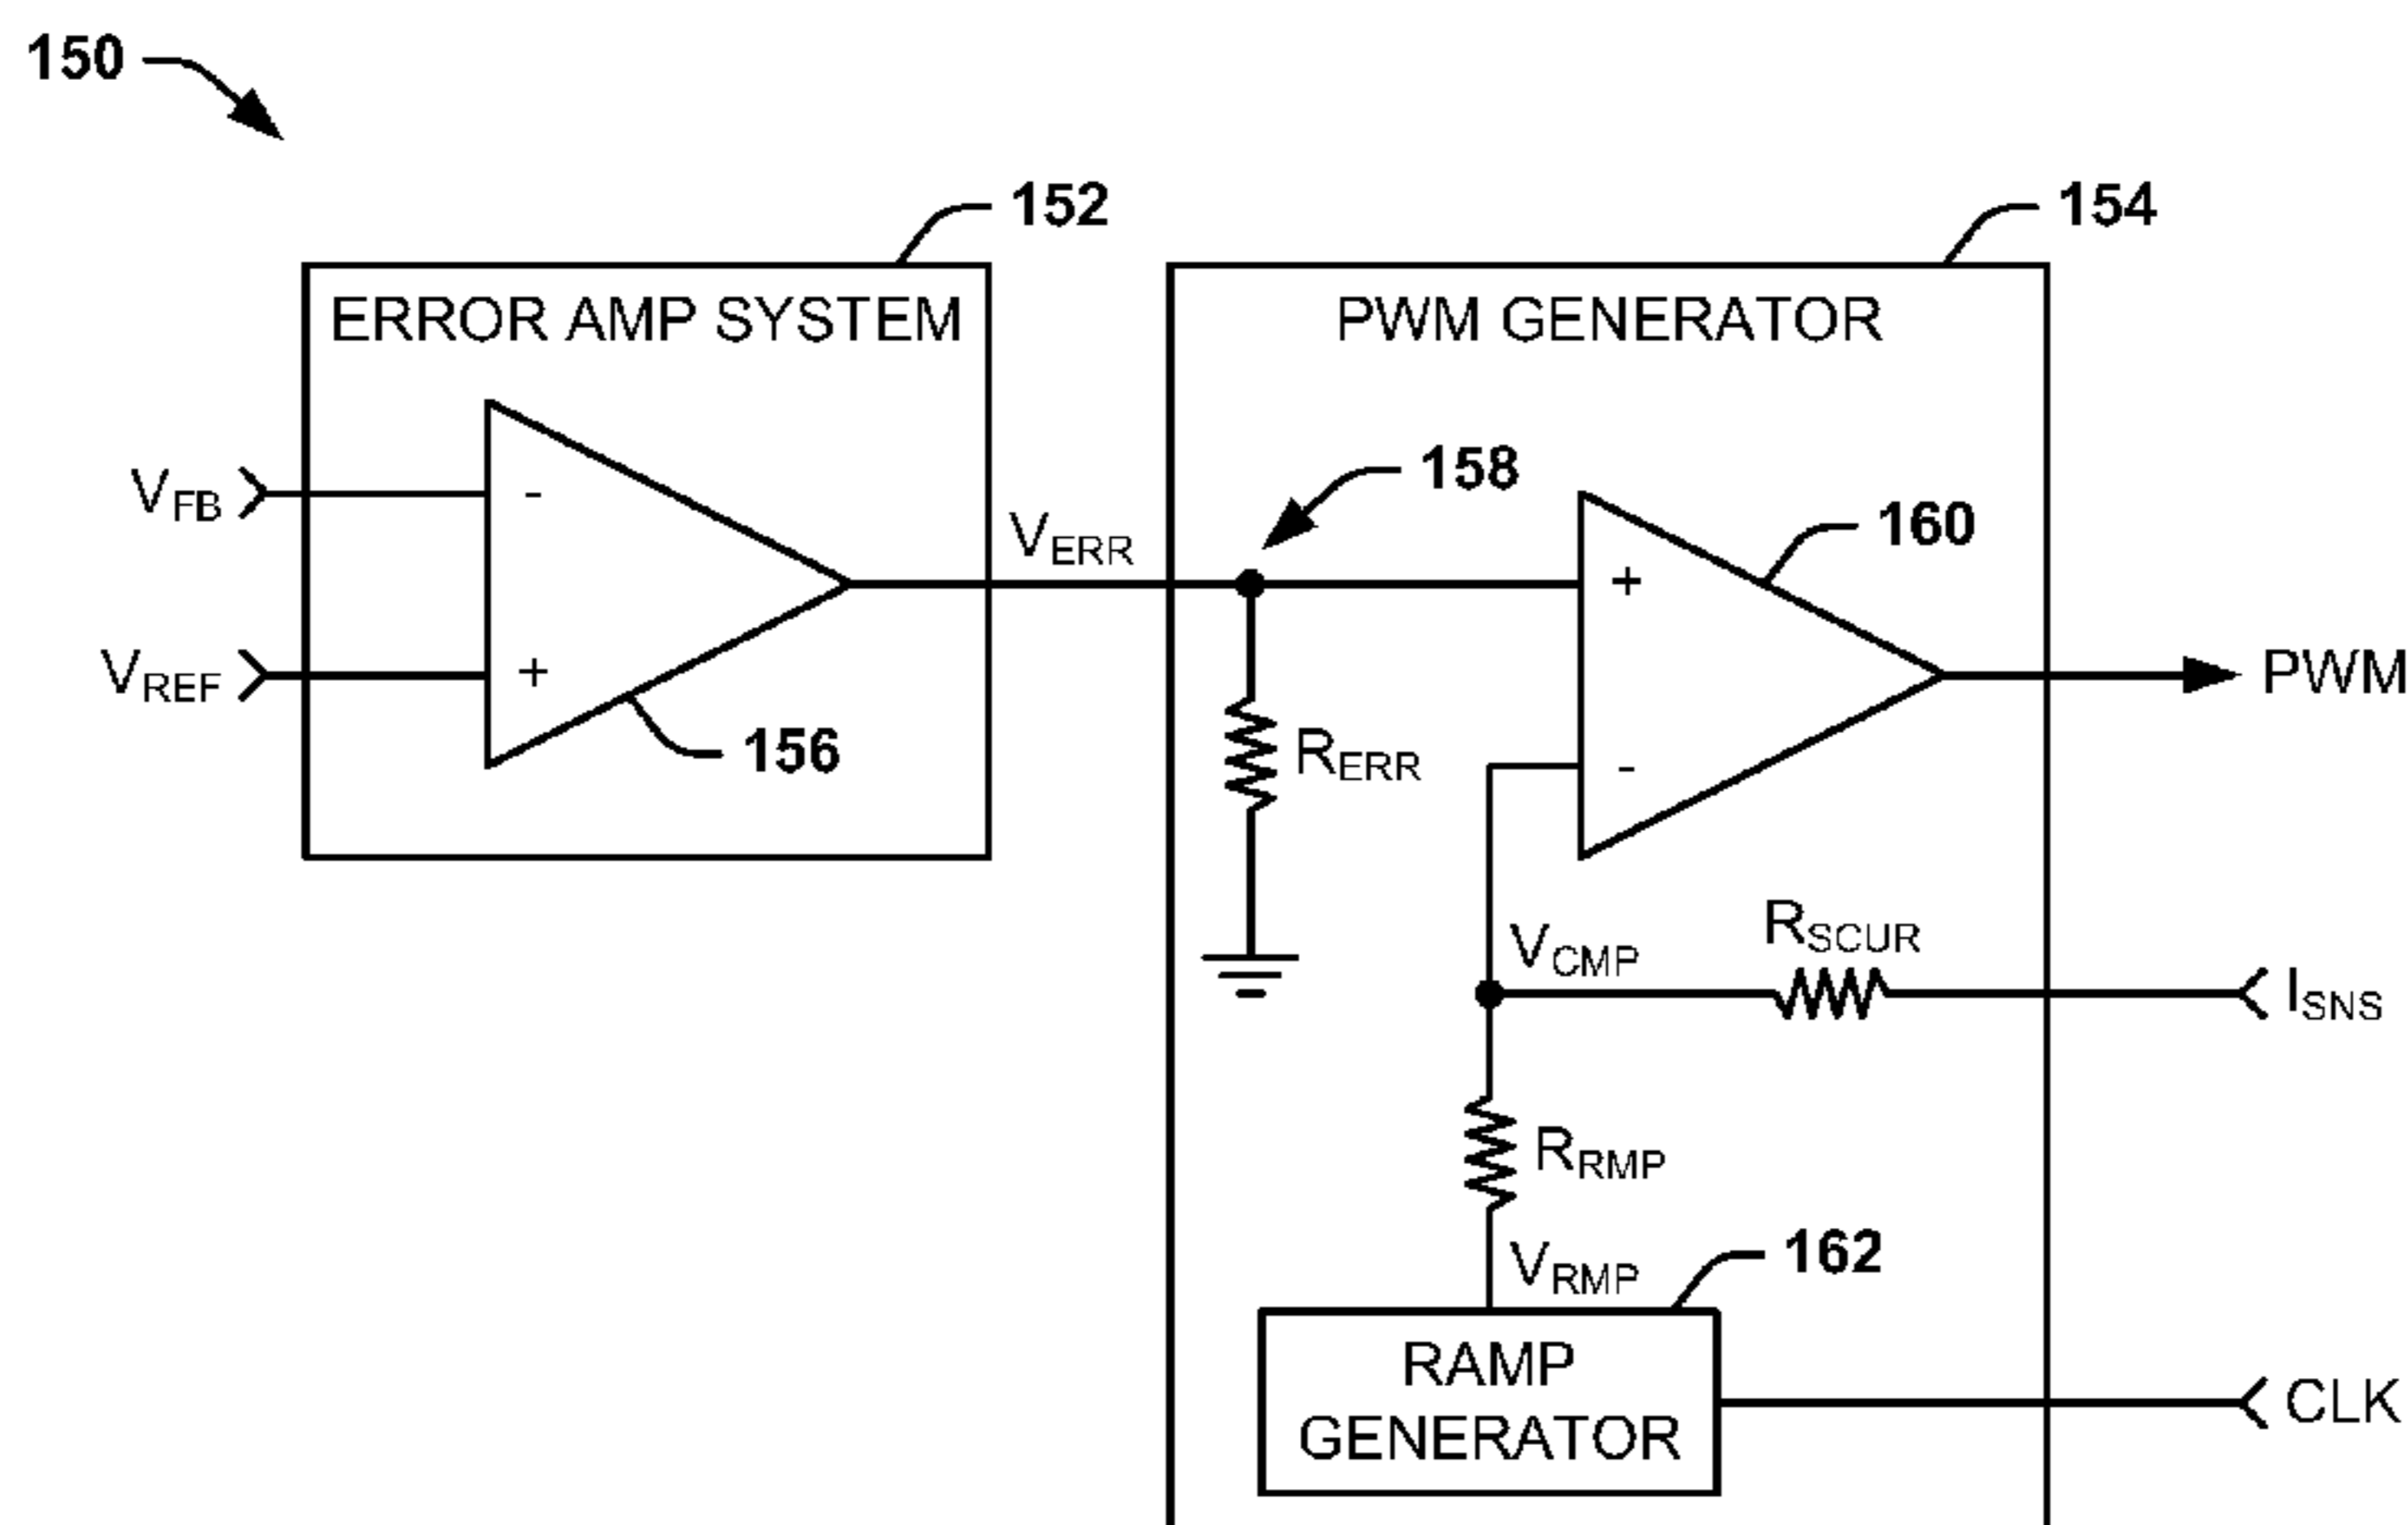 150
152
154
ERROR AMP SYSTEM
PWM GENERATOR
158
160
VFB
-
VERR
+
VREF
+
PWM
156
RERR
-
RSCUR
VCMP
ISNS
RRMP
162
VRMP
RAMP
GENERATOR
CLK